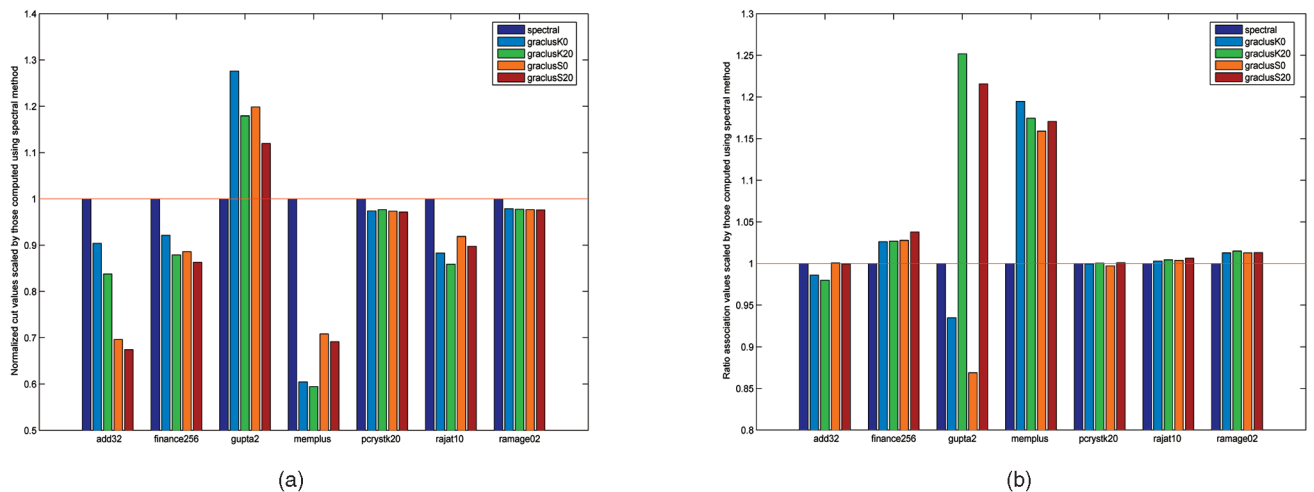 Normalized cut values scaled by those computed using spectral method
1.4
1.3
1.2
1.1
1
0.9
0.8
0.7
0.6
0.5
spectral
graclusK0
graclusK20
graclusS0
graclusS20
add32 finance256 gupta2 memplus pcrystk20 rajat10 ramage02
(a)
Ratio association values scaled by those computed using spectral method
1.3
1.25
1.2
1.15
1.1
1.05
1
0.95
0.9
0.85
0.8
spectral
graclusK0
graclusK20
graclusS0
graclusS20
add32 finance256 gupta2 memplus pcrystk20 rajat10 ramage02
(b)